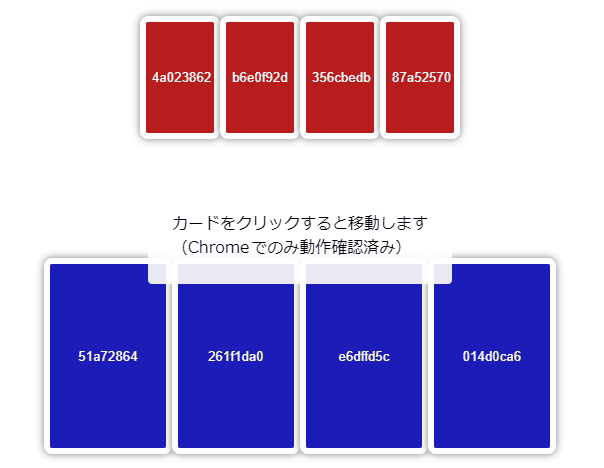 4a023862 b6e0f92d 356cbedb 87a52570
カードをクリックすると移動します
（Chromeでのみ動作確認済み）
51a72864 261f1da0 e6dffd5c 014d0ca6